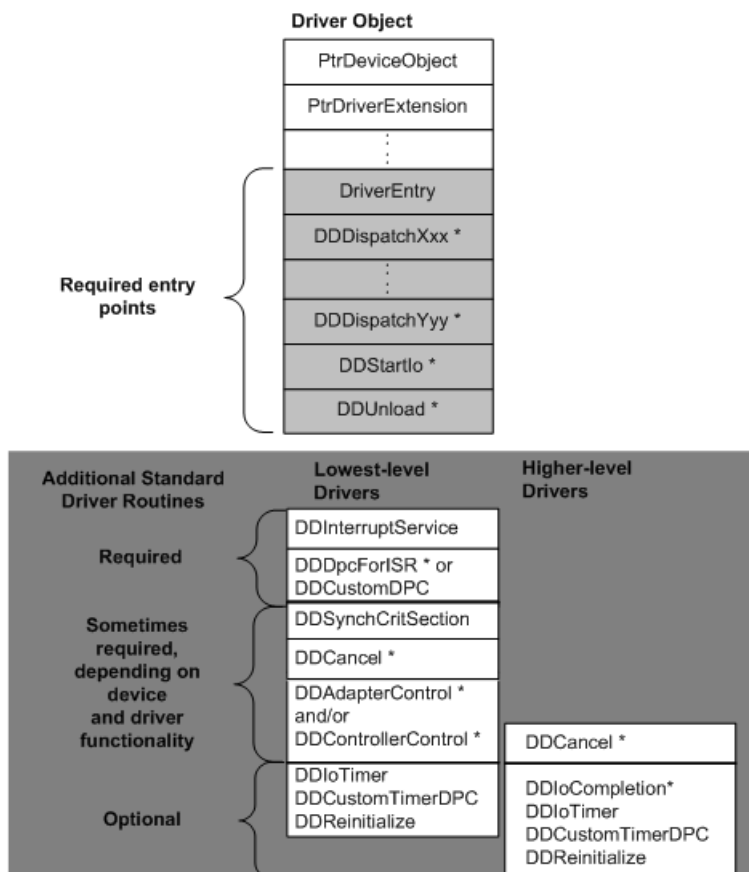 Driver Object
PtrDeviceObject
PtrDriverExtension
DriverEntry
DDDispatchXxx *
Required entry
points
DDDispatchYyy *
DDStartIo *
DDUnload *
Additional Standard
Driver Routines
Lowest-level
Drivers
Higher-level
Drivers
Required
DDInterruptService
DDDpcForISR * or
DDCustomDPC
Sometimes
required,
depending on
device
and driver
functionality
DDSynchCritSection
DDCancel *
DDAdapterControl *
and/or
DDControllerControl *
DDCancel *
Optional
DDIoTimer
DDCustomTimerDPC
DDReinitialize
DDIoCompletion*
DDIoTimer
DDCustomTimerDPC
DDReinitialize